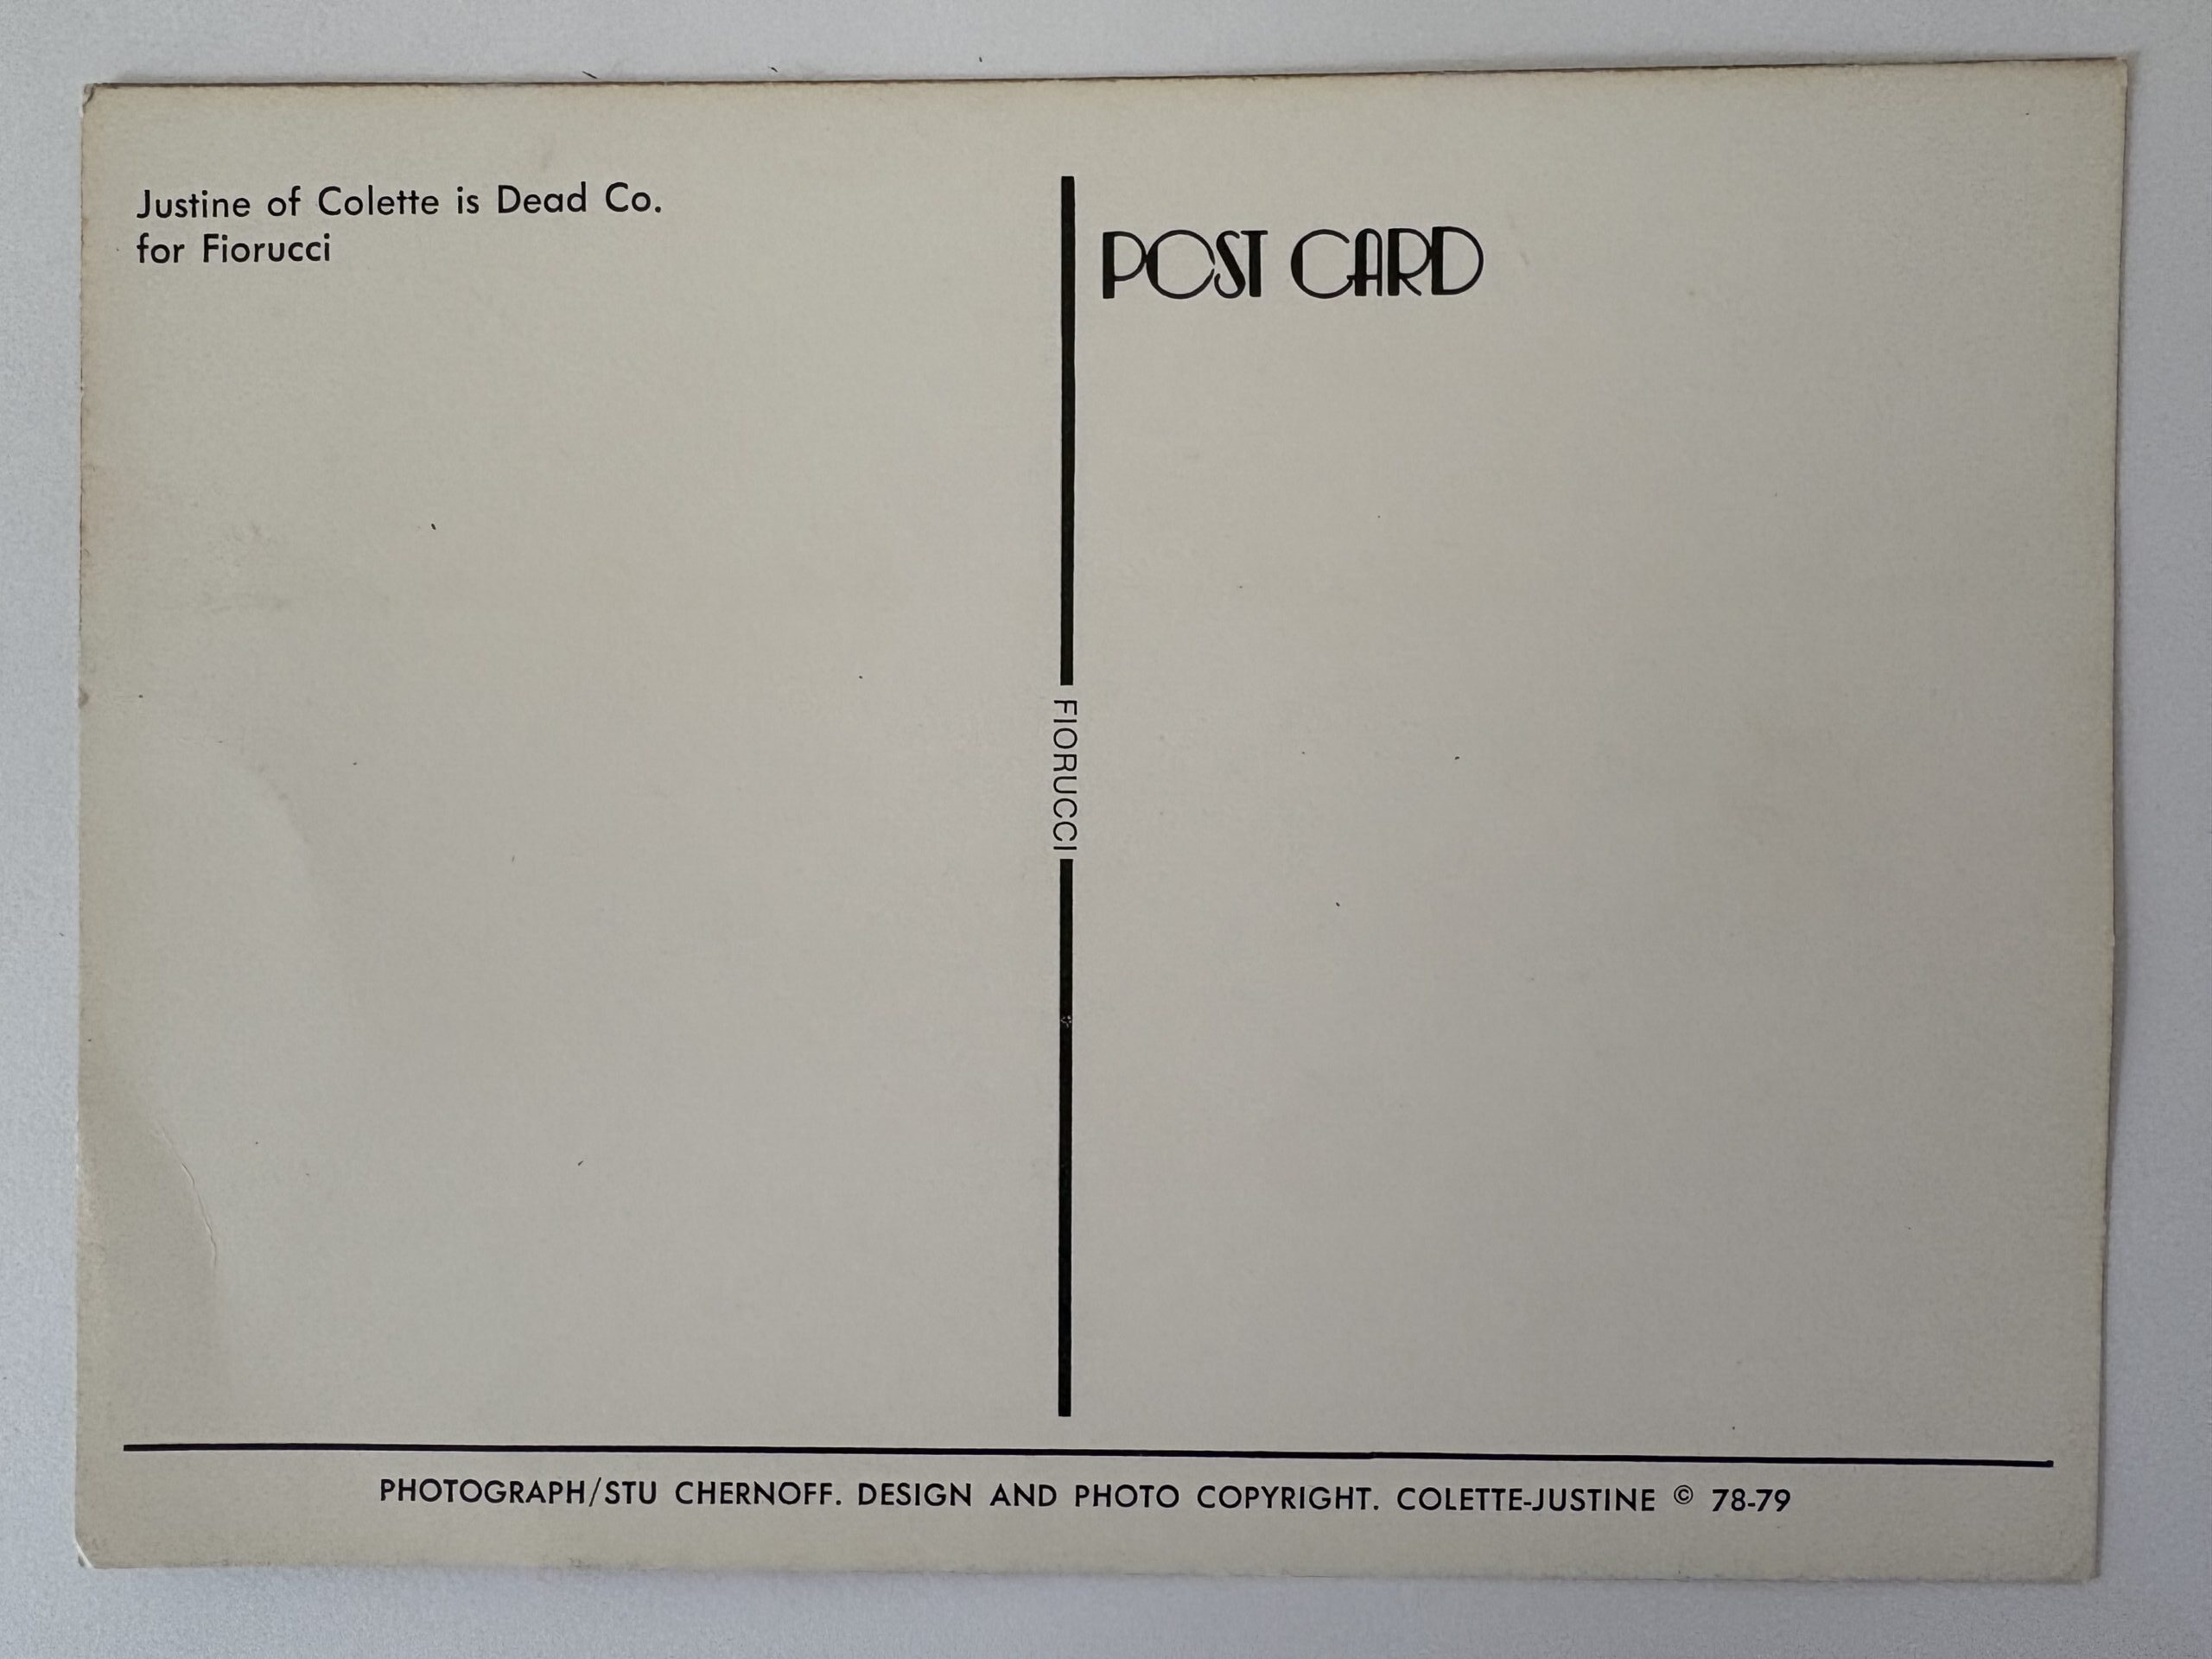 Justine of Colette is Dead Co.
for Fiorucci
POST CARD
FIORUCCI
PHOTOGRAPH/STU CHERNOFF. DESIGN AND PHOTO COPYRIGHT. COLETTE-JUSTINE © 78-79